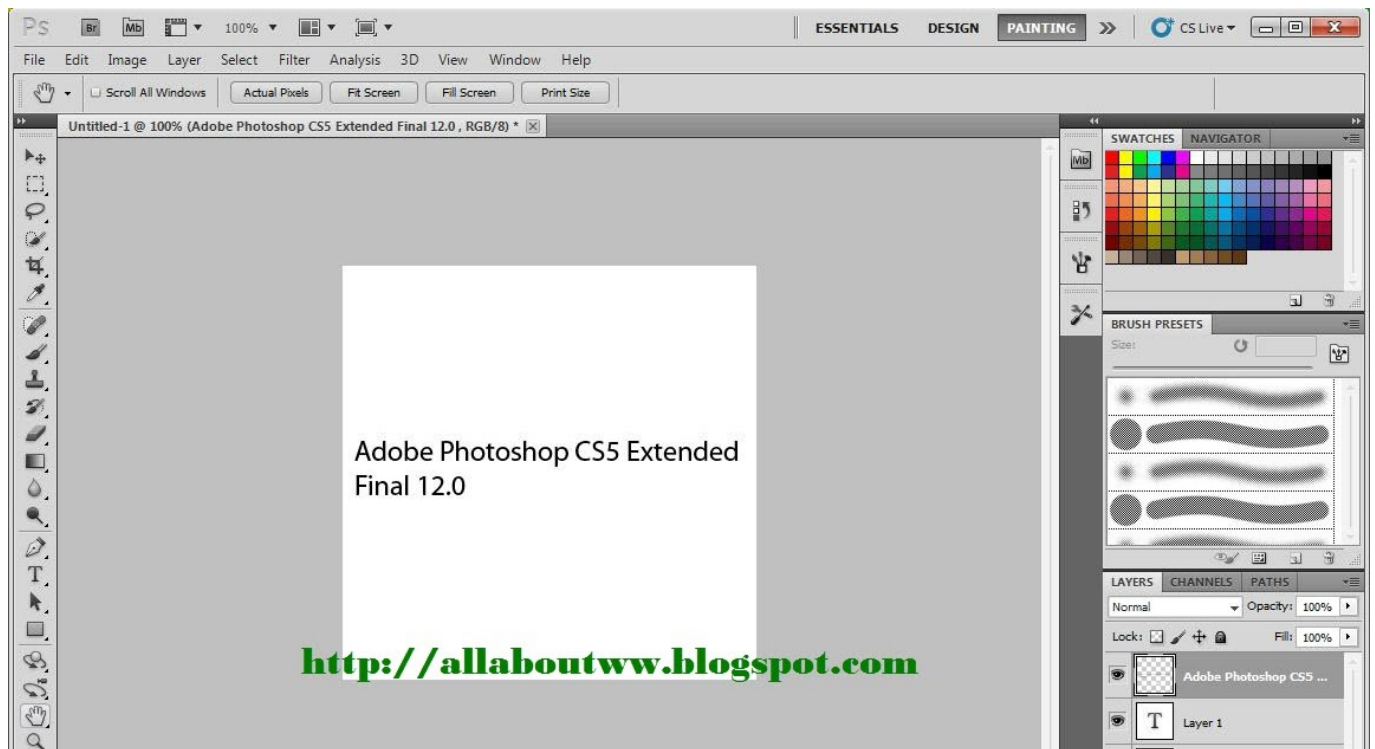 Ps Br Mb 100% ESSENTIALS DESIGN PAINTING CS Live
File Edit Image Layer Select Filter Analysis 3D View Window Help
Scroll All Windows Actual Pixels Fit Screen Fill Screen Print Size
Untitled-1 @ 100% (Adobe Photoshop CS5 Extended Final 12.0 , RGB/8) *
Mb
SWATCHES NAVIGATOR
BRUSH PRESETS
Size:
Adobe Photoshop CS5 Extended
Final 12.0
http://allaboutww.blogspot.com
T
LAYERS CHANNELS PATHS
Normal Opacity: 100%
Lock: Fill: 100%
Adobe Photoshop CS5 ...
T Layer 1